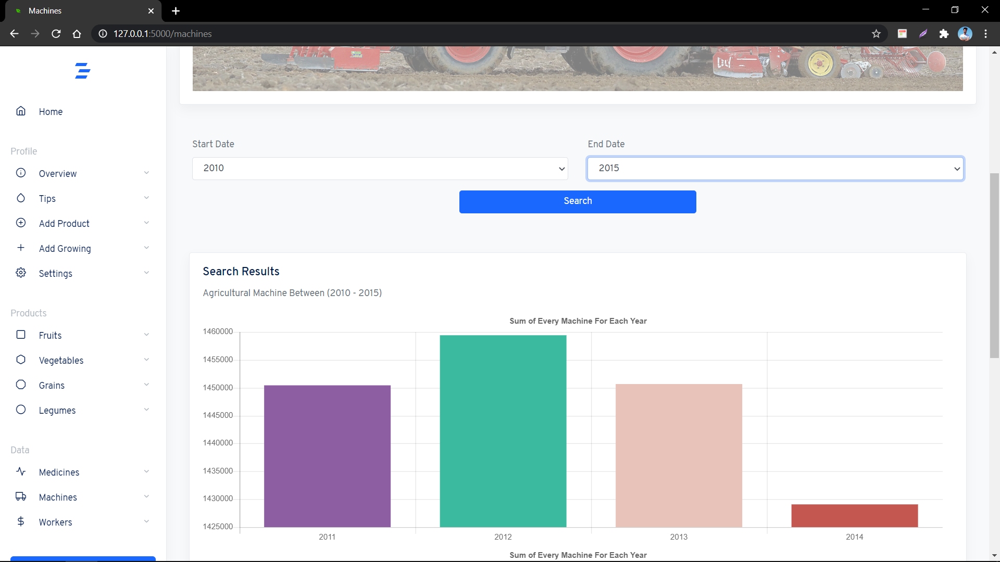 Machines
127.0.0.1:5000/machines
Home
Profile
Overview
Tips
Add Product
Add Growing
Settings
Products
Fruits
Vegetables
Grains
Legumes
Data
Medicines
Machines
Workers
Start Date
End Date
2010
2015
Search
Search Results
Agricultural Machine Between (2010 - 2015)
Sum of Every Machine For Each Year
1460000
1455000
1450000
1445000
1440000
1435000
1430000
1425000
2011 2012 2013 2014
Sum of Every Machine For Each Year